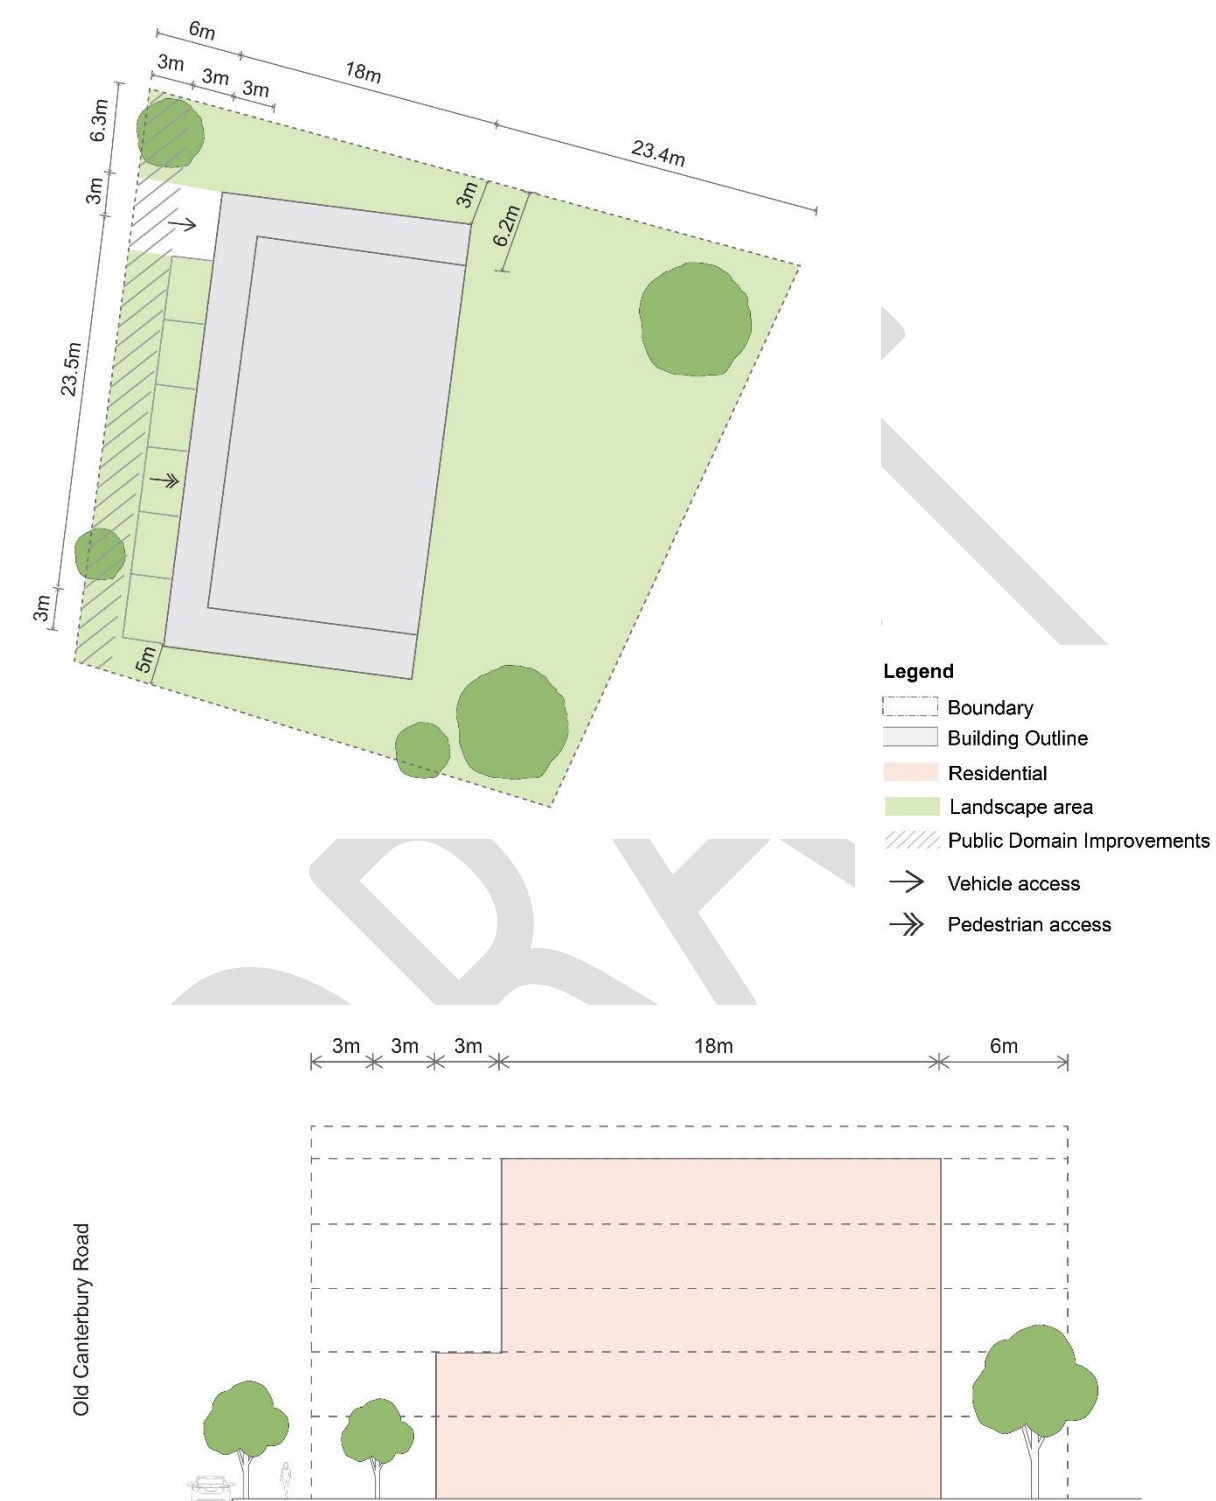 6m
18m
23.4m
3m
3m
3m
6.3m
3m
23.5m
3m
3m
6.2m
5m
Legend
Boundary
Building Outline
Residential
Landscape area
Public Domain Improvements
Vehicle access
Pedestrian access
3m
3m
3m
18m
6m
Old Canterbury Road